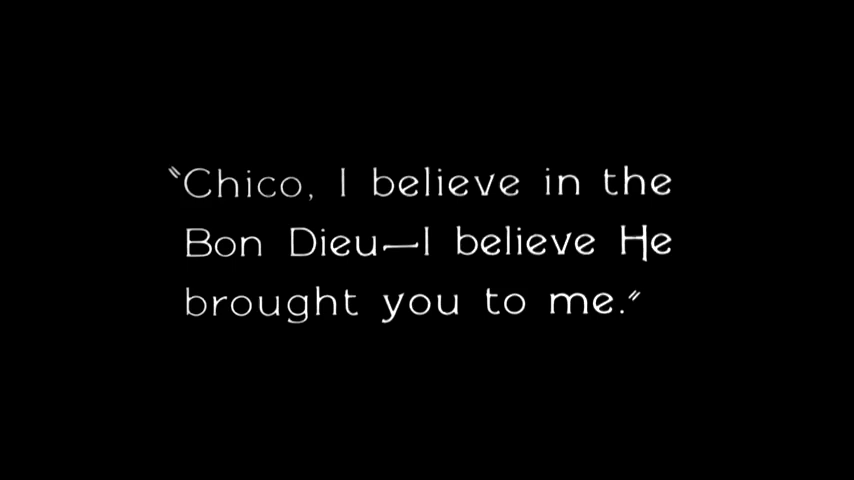 “Chico, I believe in the
Bon Dieu—I believe He
brought you to me.”